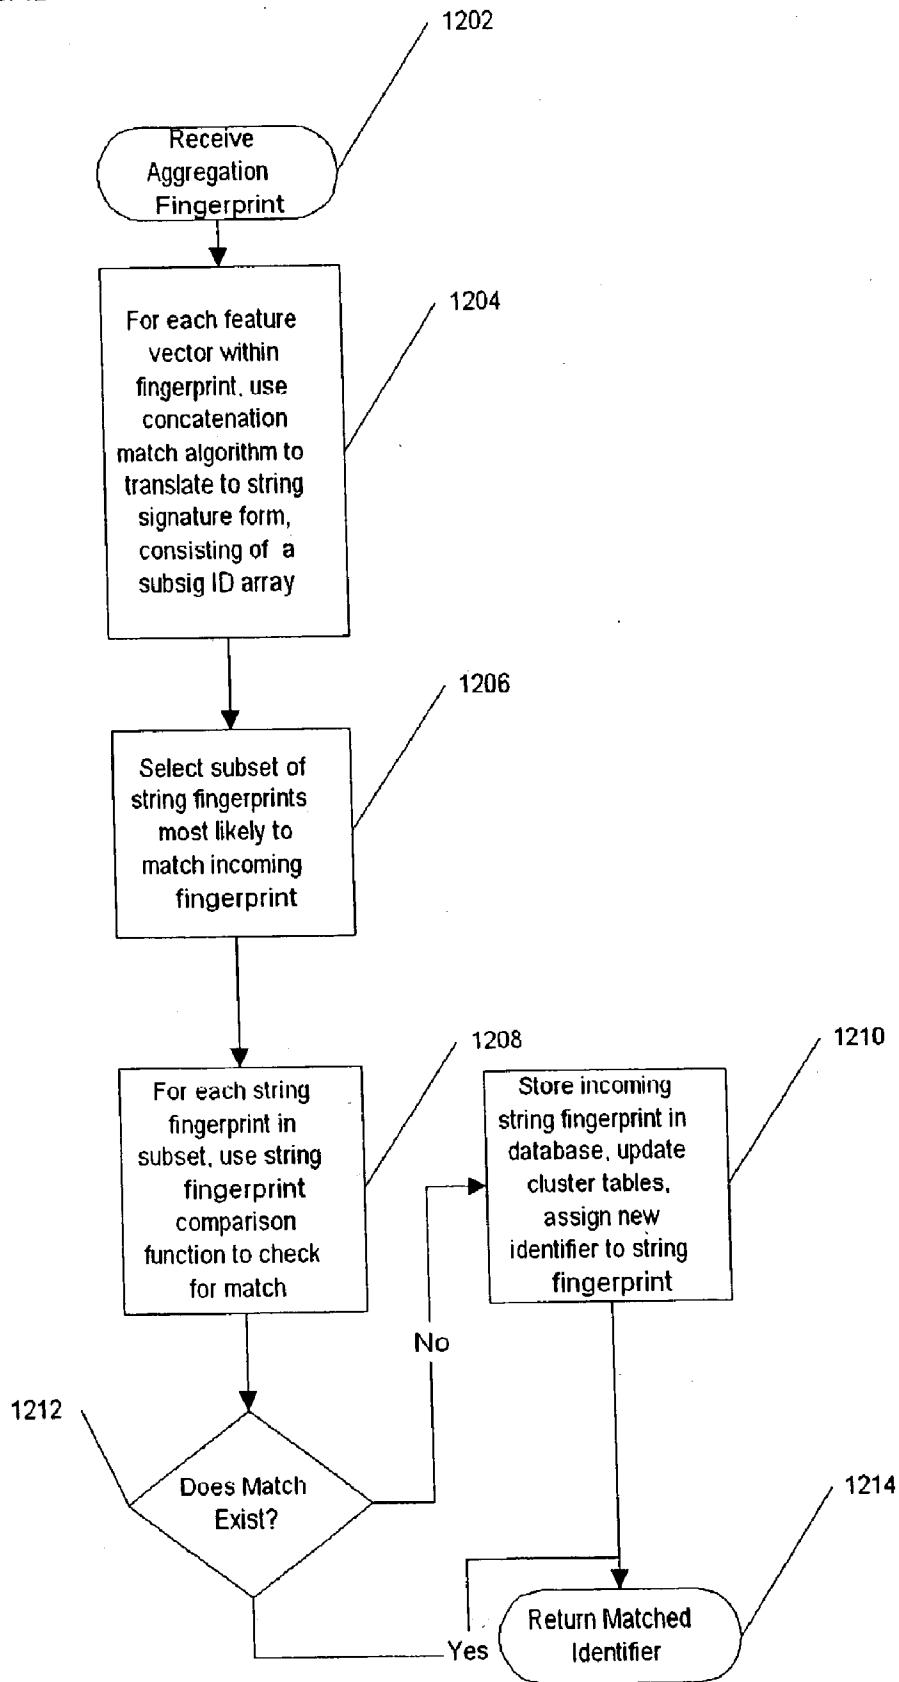 1202
Receive
Aggregation
Fingerprint
1204
For each feature
vector within
fingerprint, use
concatenation
match algorithm to
translate to string
signature form,
consisting of a
subsig ID array
1206
Select subset of
string fingerprints
most likely to
match incoming
fingerprint
1208
For each string
fingerprint in
subset, use string
fingerprint
comparison
function to check
for match
1210
Store incoming
string fingerprint in
database, update
cluster tables,
assign new
identifier to string
fingerprint
No
1212
Does Match
Exist?
1214
Return Matched
Identifier
Yes